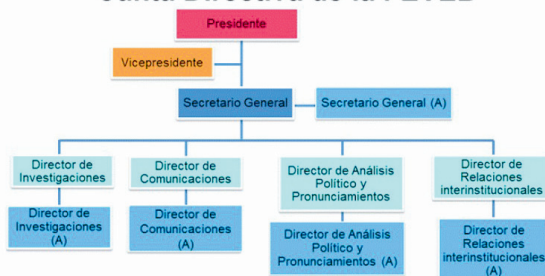 Presidente
Vicepresidente
Secretario General
Secretario General (A)
Director de
Investigaciones
Director de
Comunicaciones
Director de Análisis
Político y
Pronunciamientos
Director de
Relaciones
interinstitucionales
Director de
Investigaciones
(A)
Director de
Comunicaciones
(A)
Director de Análisis
Político y
Pronunciamientos (A)
Director de
Relaciones
interinstitucionales
(A)